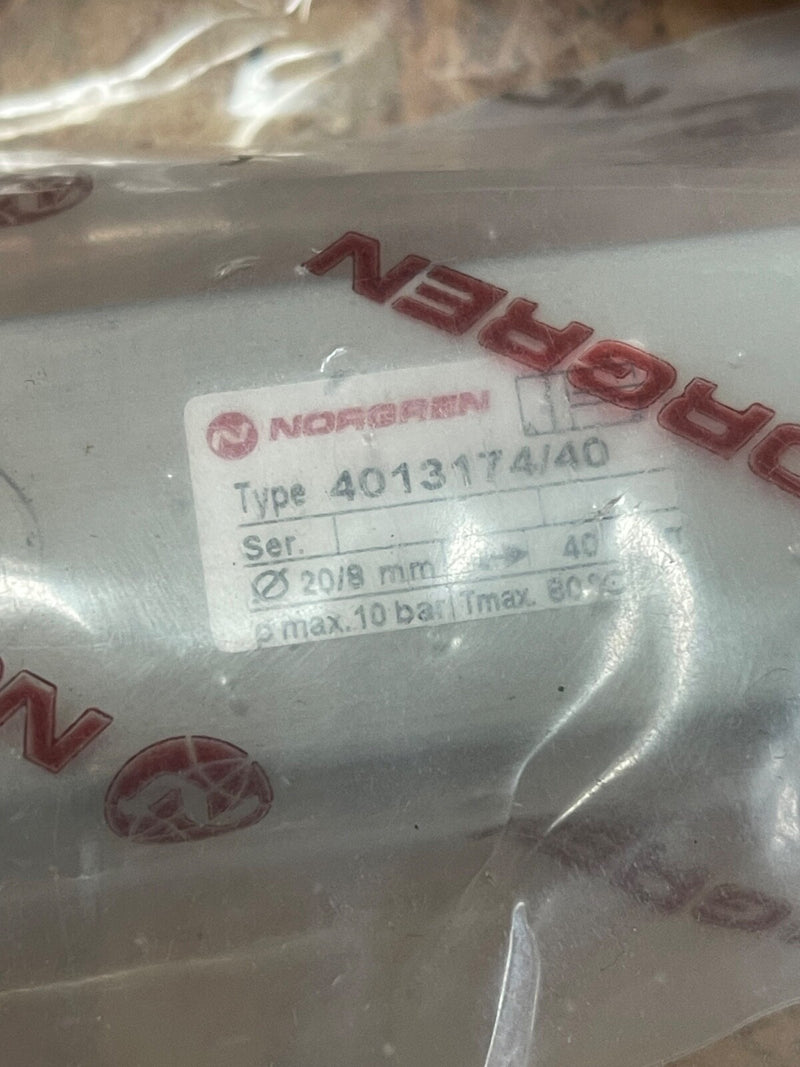 NORGREN
NORGREN
Type 4013174/40
Ser.
Ø 20/8 mm 40
p max.10 bar Tmax. 80°C